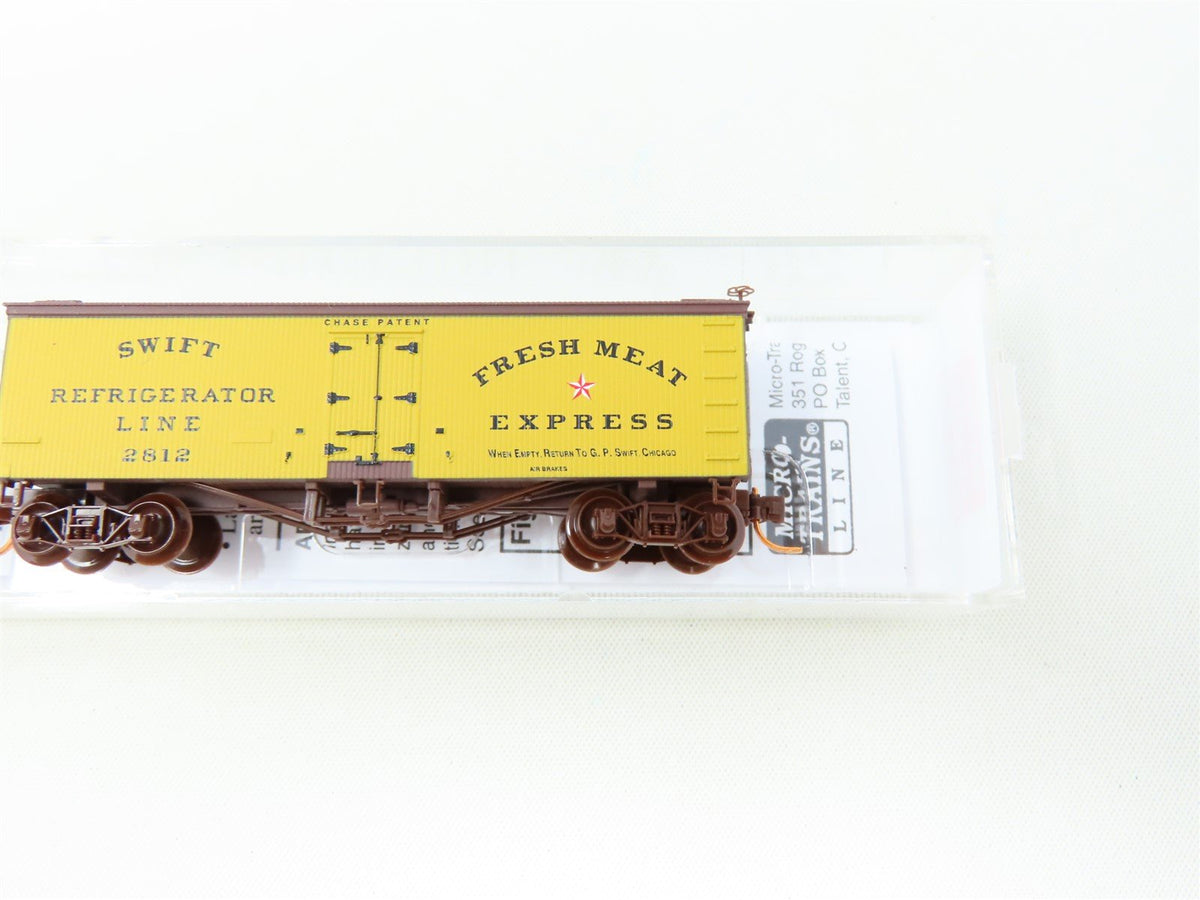 CHASE PATENT
SWIFT
REFRIGERATOR
LINE
2812
FRESH MEAT
EXPRESS
WHEN EMPTY, RETURN TO G. P. SWIFT, CHICAGO
AIR BRAKES
Micro-Tra
351 Rog
PO Box
Talent, O
MICRO-
TRAINS®
LINE